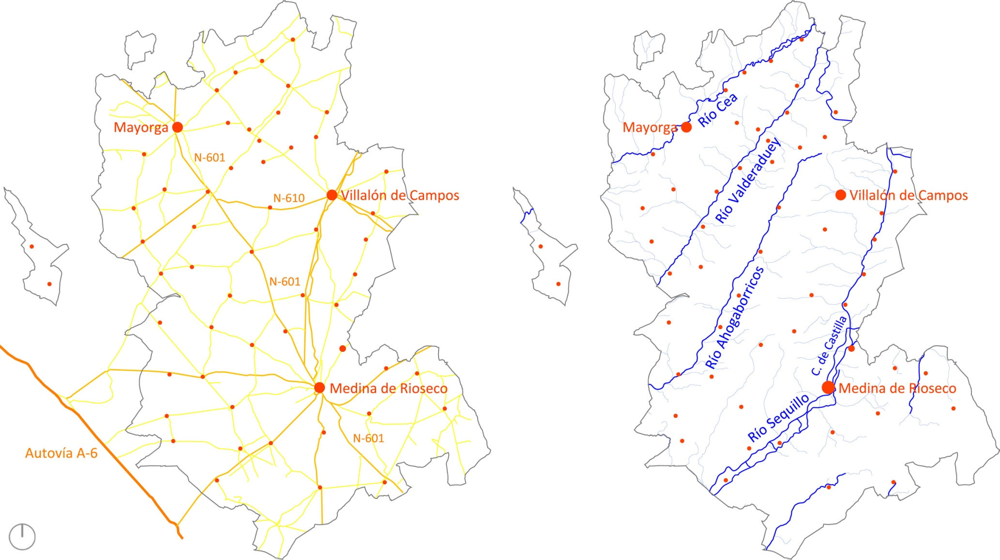 Mayorga
N-601
N-610
Villalón de Campos
N-601
Medina de Rioseco
N-601
Autovía A-6
Río Cea
Mayorga
Río Valderaduey
Villalón de Campos
Río Ahogaborricos
C. de Castilla
Medina de Rioseco
Río Sequillo